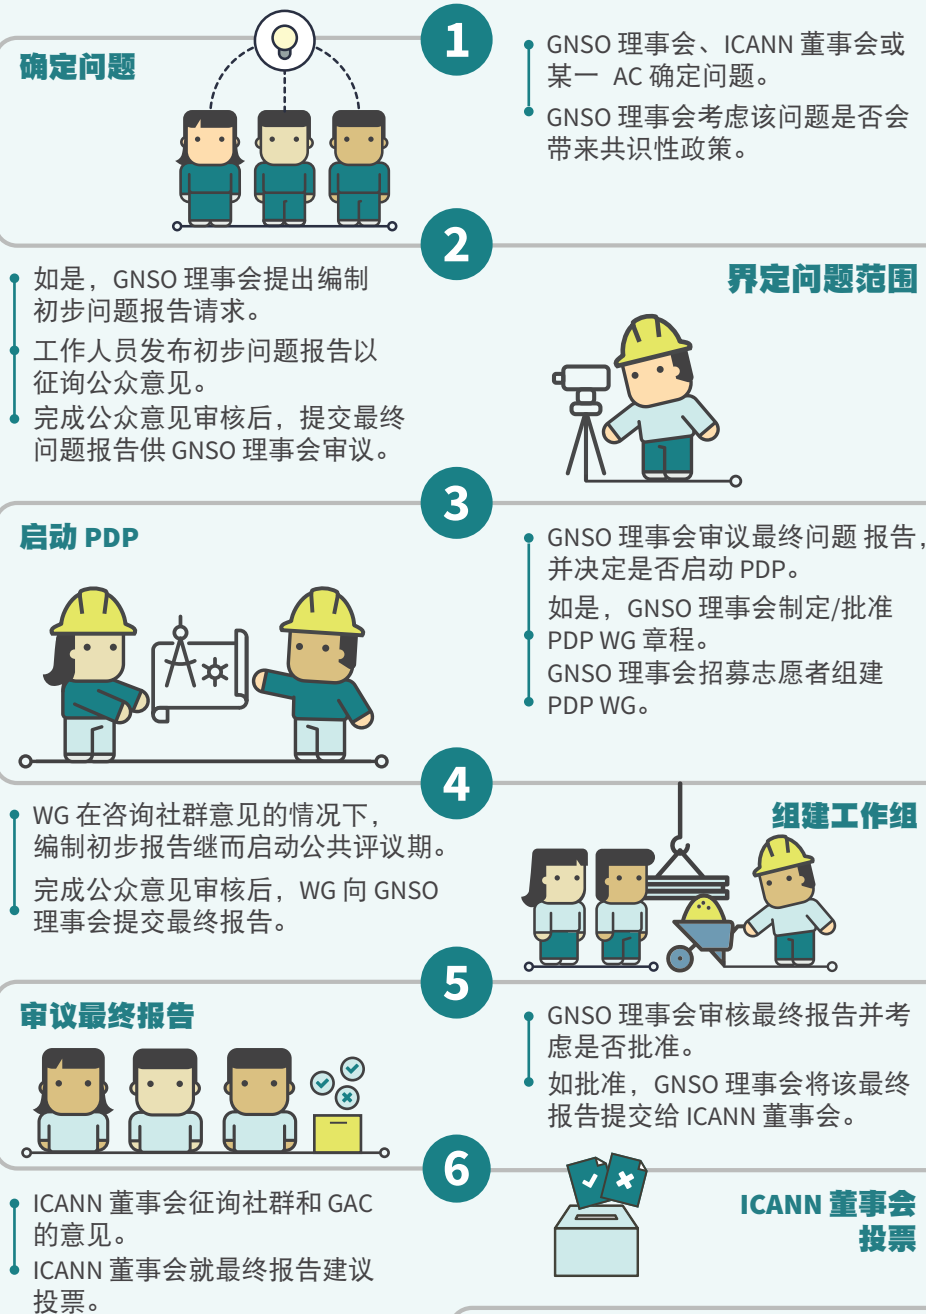 1
确定问题
GNSO 理事会、ICANN 董事会或
某一 AC 确定问题。
GNSO 理事会考虑该问题是否会
带来共识性政策。
2
界定问题范围
如是，GNSO 理事会提出编制
初步问题报告请求。
工作人员发布初步问题报告以
征询公众意见。
完成公众意见审核后，提交最终
问题报告供 GNSO 理事会审议。
3
启动 PDP
GNSO 理事会审议最终问题 报告，
并决定是否启动 PDP。
如是，GNSO 理事会制定/批准
PDP WG 章程。
GNSO 理事会招募志愿者组建
PDP WG。
4
组建工作组
WG 在咨询社群意见的情况下，
编制初步报告继而启动公共评议期。
完成公众意见审核后，WG 向 GNSO
理事会提交最终报告。
5
审议最终报告
GNSO 理事会审核最终报告并考
虑是否批准。
如批准，GNSO 理事会将该最终
报告提交给 ICANN 董事会。
6
ICANN 董事会
投票
ICANN 董事会征询社群和 GAC
的意见。
ICANN 董事会就最终报告建议
投票。